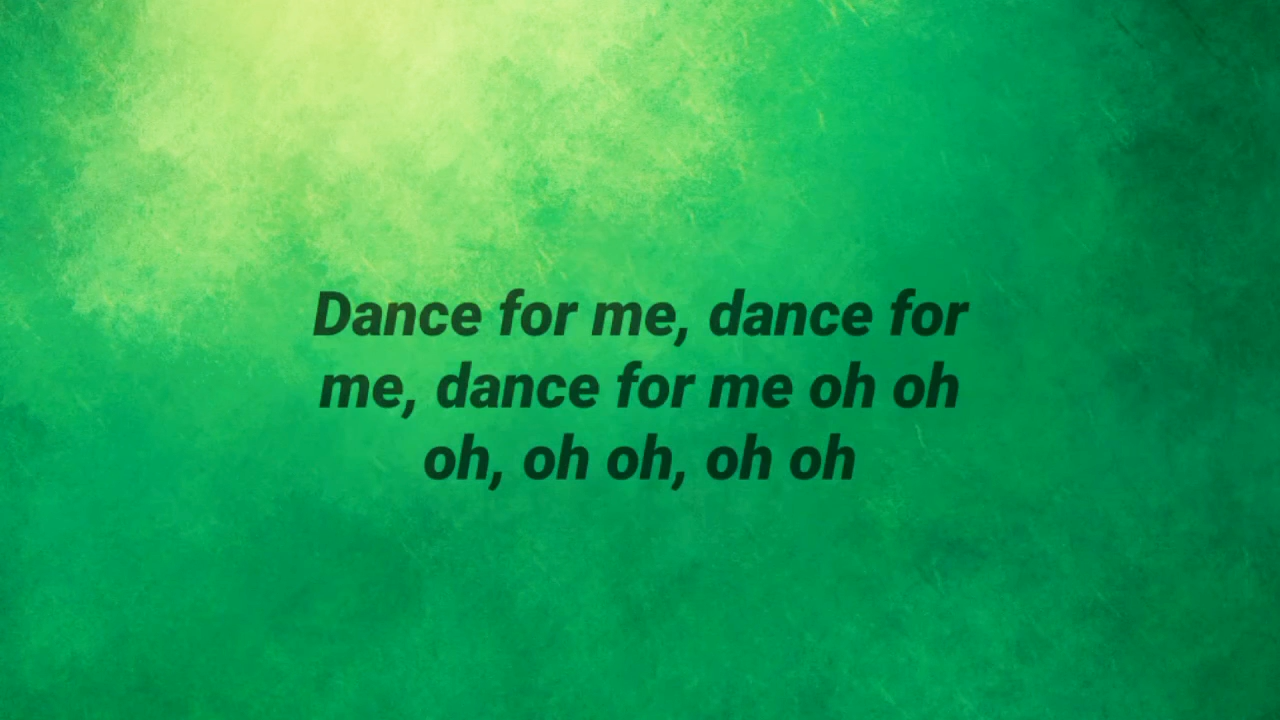 Dance for me, dance for
me, dance for me oh oh
oh, oh oh, oh oh